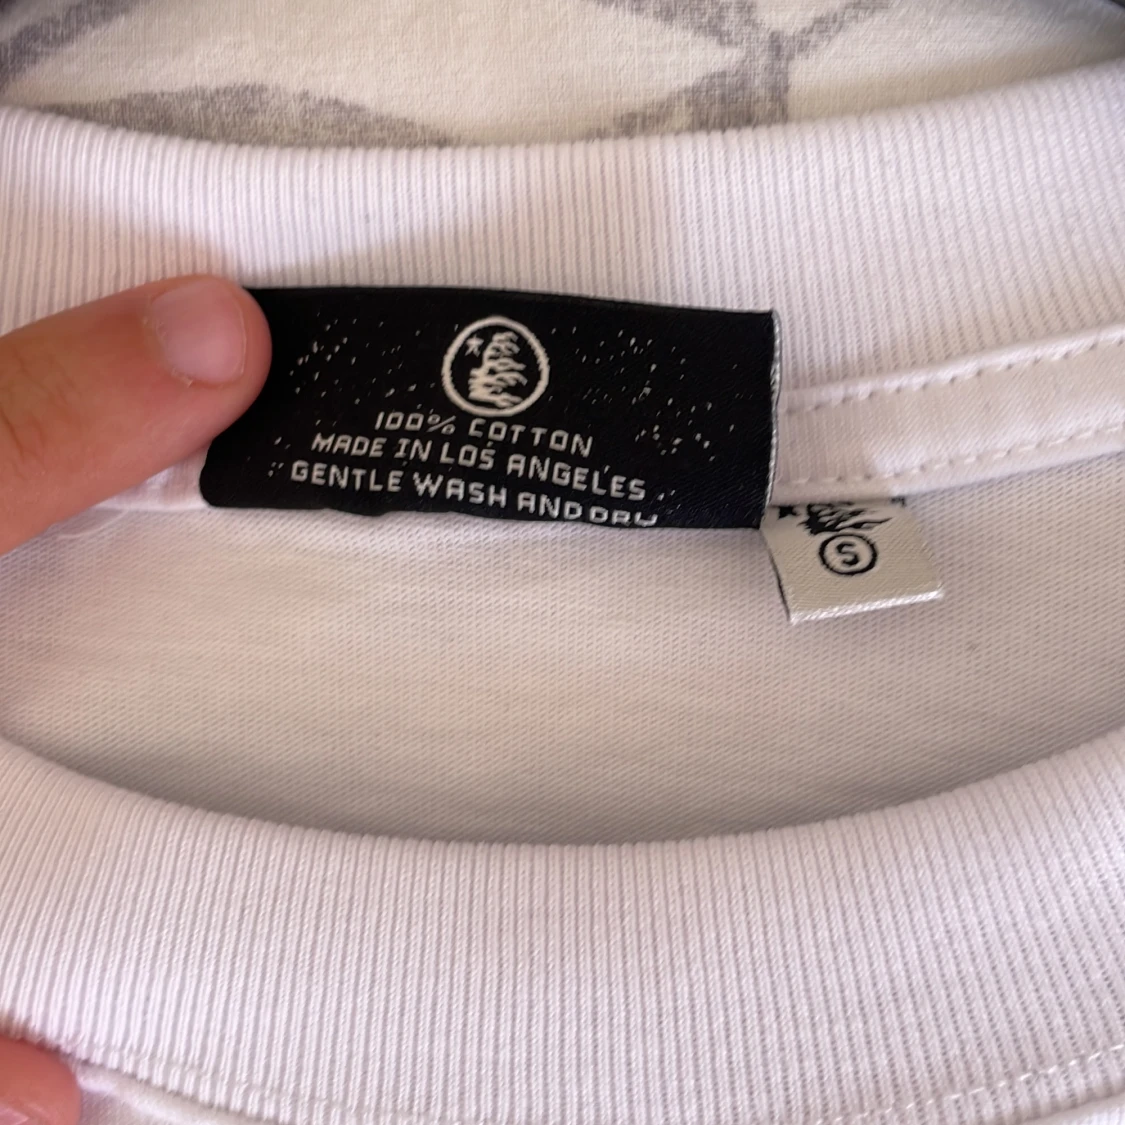 100% COTTON
MADE IN LOS ANGELES
GENTLE WASH AND DRY
S